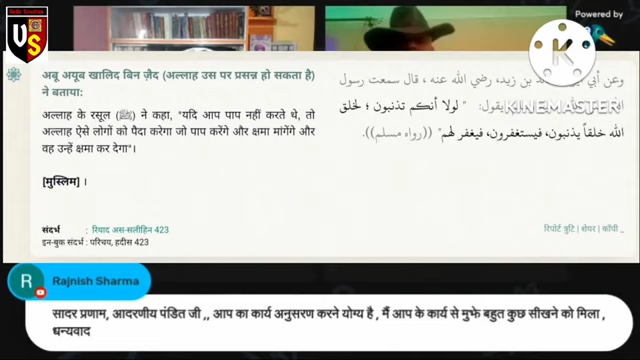 Powered by
KINEMASTER
अबू अयूब खालिद बिन ज़ैद (अल्लाह उस पर प्रसन्न हो सकता है)
ने बताया:
अल्लाह के रसूल (ﷺ) ने कहा, "यदि आप पाप नहीं करते थे, तो
अल्लाह ऐसे लोगों को पैदा करेगा जो पाप करेंगे और क्षमा मांगेंगे और
वह उन्हें क्षमा कर देगा"।
[मुस्लिम] ।
وعن أبي بن زيد، رضي الله عنه ، قال سمعت رسول
يقول: " لولا أنكم تذنبون ؛ لخلق
الله خلقاً يذنبون، فيستغفرون، فيغفر لهم" ((رواه مسلم)).
KINEMASTER
संदर्भ : रियाद अस-सलीहिन 423
इन-बुक संदर्भ : परिचय, हदीस 423
रिपोर्ट त्रुटि | शेयर | कॉपी
R Rajnish Sharma
सादर प्रणाम, आदरणीय पंडित जी ,, आप का कार्य अनुसरण करने योग्य है , मैं आप के कार्य से मुझे बहुत कुछ सीखने को मिला ,
धन्यवाद